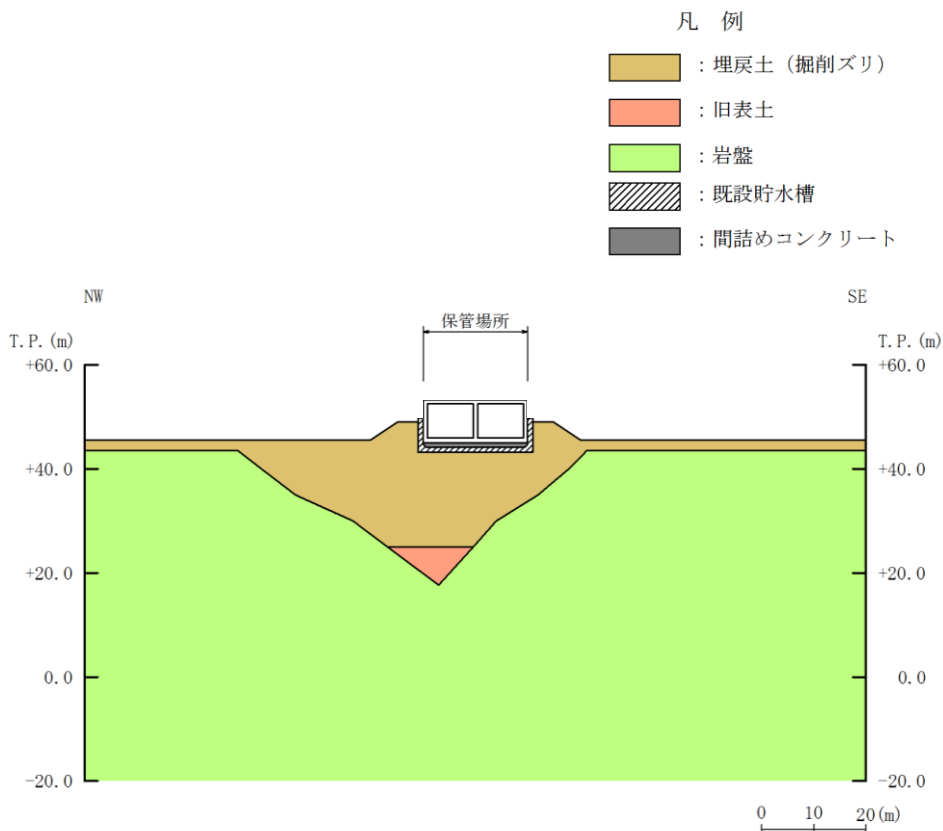 凡 例
:埋戻土(掘削ズリ)
:旧表土
:岩盤
:既設貯水槽
:間詰めコンクリート
NW
SE
保管場所
T.P.(m)
T.P.(m)
+60.0
+60.0
+40.0
+40.0
+20.0
+20.0
0.0
0.0
-20.0
-20.0
0 10 20(m)